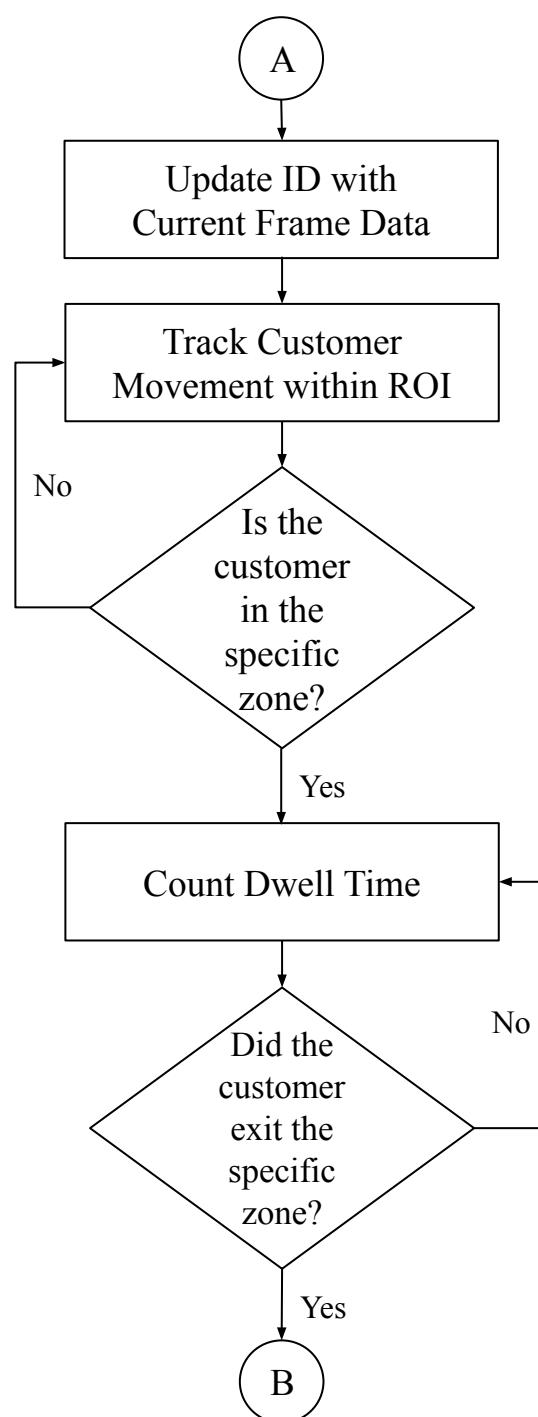 A
Update ID with
Current Frame Data
Track Customer
Movement within ROI
No
Is the
customer
in the
specific
zone?
Yes
Count Dwell Time
No
Did the
customer
exit the
specific
zone?
Yes
B